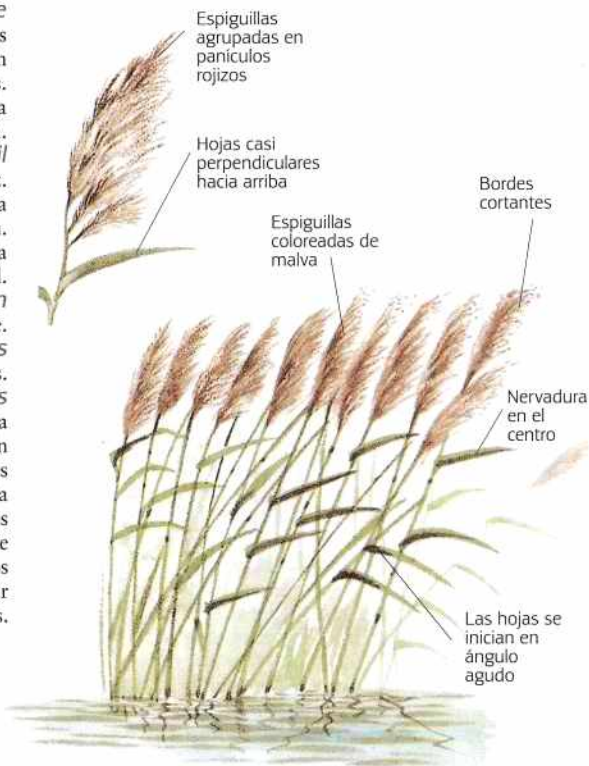 Espiguillas
agrupadas en
panículos
rojizos
Hojas casi
perpendiculares
hacia arriba
Espiguillas
coloreadas de
malva
Bordes
cortantes
Nervadura
en el
centro
Las hojas se
inician en
ángulo
agudo